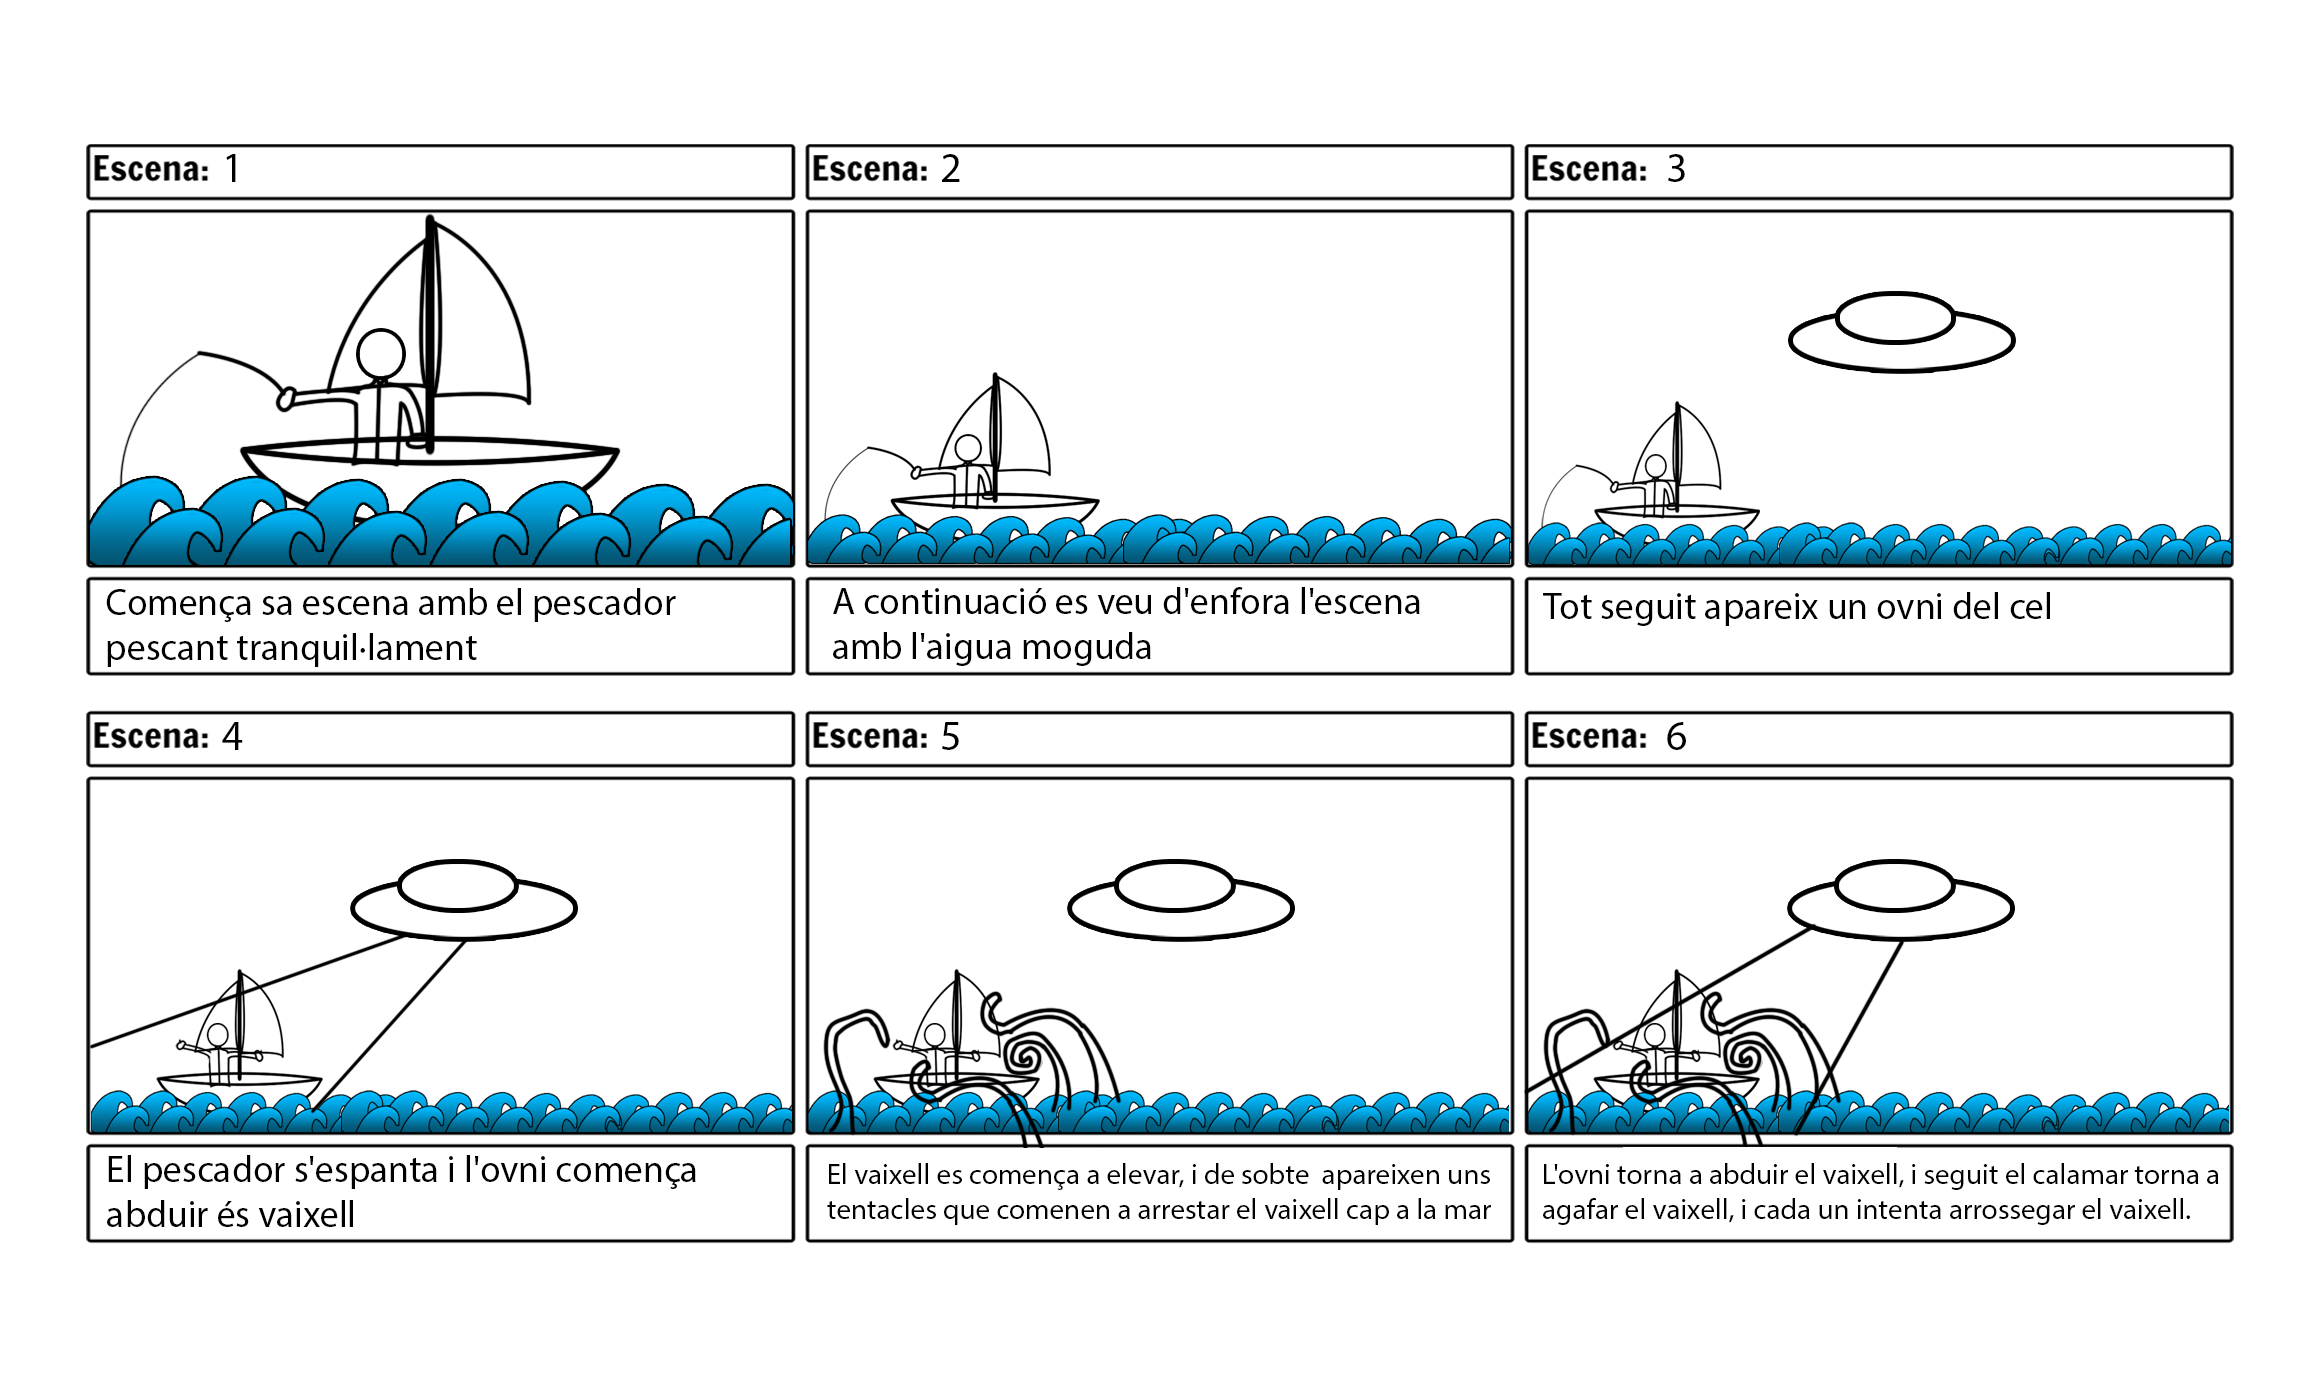 Escena: 1
Escena: 2
Escena: 3
Comença sa escena amb el pescador
pescant tranquil·lament
A continuació es veu d'enfora l'escena
amb l'aigua moguda
Tot seguit apareix un ovni del cel
Escena: 4
Escena: 5
Escena: 6
El pescador s'espanta i l'ovni comença
abduir és vaixell
El vaixell es comença a elevar, i de sobte  apareixen uns
tentacles que comenen a arrestar el vaixell cap a la mar
L'ovni torna a abduir el vaixell, i seguit el calamar torna a
agafar el vaixell, i cada un intenta arrossegar el vaixell.